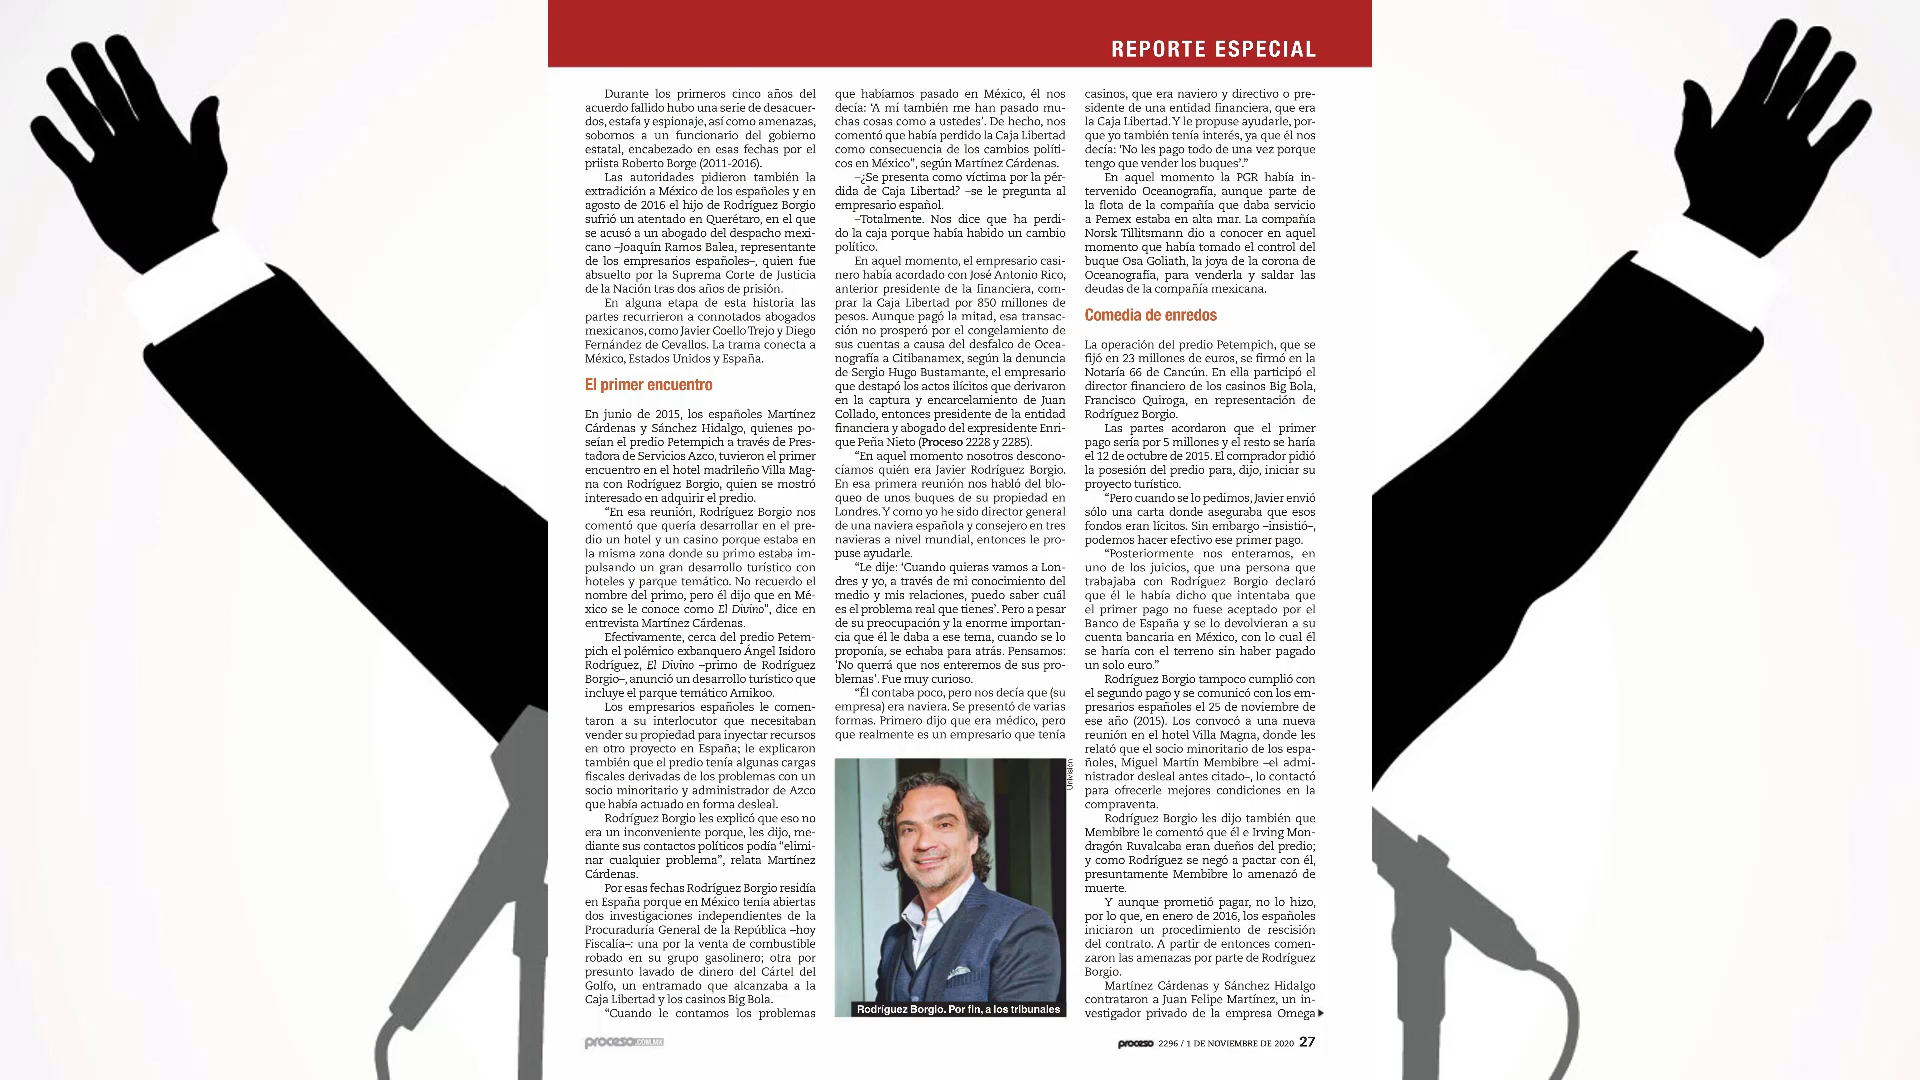 REPORTE ESPECIAL
Durante los primeros cinco años del
acuerdo fallido hubo una serie de desacuer-
dos, estafa y espionaje, así como amenazas,
sobornos a un funcionario del gobierno
estatal, encabezado en esas fechas por el
priista Roberto Borge (2011-2016).
Las autoridades pidieron también la
extradición a México de los españoles y en
agosto de 2016 el hijo de Rodríguez Borgio
sufrió un atentado en Querétaro, en el que
se acusó a un abogado del despacho mexi-
cano –Joaquín Ramos Balea, representante
de los empresarios españoles–, quien fue
absuelto por la Suprema Corte de Justicia
de la Nación tras dos años de prisión.
En alguna etapa de esta historia las
partes recurrieron a connotados abogados
mexicanos, como Javier Coello Trejo y Diego
Fernández de Cevallos. La trama conecta a
México, Estados Unidos y España.
El primer encuentro
En junio de 2015, los españoles Martínez
Cárdenas y Sánchez Hidalgo, quienes po-
seían el predio Petempich a través de Pres-
tadora de Servicios Azco, tuvieron el primer
encuentro en el hotel madrileño Villa Mag-
na con Rodríguez Borgio, quien se mostró
interesado en adquirir el predio.
“En esa reunión, Rodríguez Borgio nos
comentó que quería desarrollar en el pre-
dio un hotel y un casino porque estaba en
la misma zona donde su primo estaba im-
pulsando un gran desarrollo turístico con
hoteles y parque temático. No recuerdo el
nombre del primo, pero él dijo que en Mé-
xico se le conoce como El Divino”, dice en
entrevista Martínez Cárdenas.
Efectivamente, cerca del predio Petem-
pich el polémico exbanquero Ángel Isidoro
Rodríguez, El Divino –primo de Rodríguez
Borgio–, anunció un desarrollo turístico que
incluye el parque temático Amikoo.
Los empresarios españoles le comen-
taron a su interlocutor que necesitaban
vender su propiedad para inyectar recursos
en otro proyecto en España; le explicaron
también que el predio tenía algunas cargas
fiscales derivadas de los problemas con un
socio minoritario y administrador de Azco
que había actuado en forma desleal.
Rodríguez Borgio les explicó que eso no
era un inconveniente porque, les dijo, me-
diante sus contactos políticos podía “elimi-
nar cualquier problema”, relata Martínez
Cárdenas.
Por esas fechas Rodríguez Borgio residía
en España porque en México tenía abiertas
dos investigaciones independientes de la
Procuraduría General de la República –hoy
Fiscalía–: una por la venta de combustible
robado en su grupo gasolinero; otra por
presunto lavado de dinero del Cártel del
Golfo, un entramado que alcanzaba a la
Caja Libertad y los casinos Big Bola.
“Cuando le contamos los problemas
que habíamos pasado en México, él nos
decía: ‘A mí también me han pasado mu-
chas cosas como a ustedes’. De hecho, nos
comentó que había perdido la Caja Libertad
como consecuencia de los cambios políti-
cos en México”, según Martínez Cárdenas.
–¿Se presenta como víctima por la pér-
dida de Caja Libertad? –se le pregunta al
empresario español.
–Totalmente. Nos dice que ha perdi-
do la caja porque había habido un cambio
político.
En aquel momento, el empresario casi-
nero había acordado con José Antonio Rico,
anterior presidente de la financiera, com-
prar la Caja Libertad por 850 millones de
pesos. Aunque pagó la mitad, esa transac-
ción no prosperó por el congelamiento de
sus cuentas a causa del desfalco de Ocea-
nografía a Citibanamex, según la denuncia
de Sergio Hugo Bustamante, el empresario
que destapó los actos ilícitos que derivaron
en la captura y encarcelamiento de Juan
Collado, entonces presidente de la entidad
financiera y abogado del expresidente Enri-
que Peña Nieto (Proceso 2228 y 2285).
“En aquel momento nosotros descono-
cíamos quién era Javier Rodríguez Borgio.
En esa primera reunión nos habló del blo-
queo de unos buques de su propiedad en
Londres. Y como yo he sido director general
de una naviera española y consejero en tres
navieras a nivel mundial, entonces le pro-
puse ayudarle.
“Le dije: ‘Cuando quieras vamos a Lon-
dres y yo, a través de mi conocimiento del
medio y mis relaciones, puedo saber cuál
es el problema real que tienes’. Pero a pesar
de su preocupación y la enorme importan-
cia que él le daba a ese tema, cuando se lo
proponía, se echaba para atrás. Pensamos:
‘No querrá que nos enteremos de sus pro-
blemas’. Fue muy curioso.
“Él contaba poco, pero nos decía que (su
empresa) era naviera. Se presentó de varias
formas. Primero dijo que era médico, pero
que realmente es un empresario que tenía
Univisión
Rodríguez Borgio. Por fin, a los tribunales
casinos, que era naviero y directivo o pre-
sidente de una entidad financiera, que era
la Caja Libertad. Y le propuse ayudarle, por-
que yo también tenía interés, ya que él nos
decía: ‘No les pago todo de una vez porque
tengo que vender los buques’.”
En aquel momento la PGR había in-
tervenido Oceanografía, aunque parte de
la flota de la compañía que daba servicio
a Pemex estaba en alta mar. La compañía
Norsk Tillitsmann dio a conocer en aquel
momento que había tomado el control del
buque Osa Goliath, la joya de la corona de
Oceanografía, para venderla y saldar las
deudas de la compañía mexicana.
Comedia de enredos
La operación del predio Petempich, que se
fijó en 23 millones de euros, se firmó en la
Notaría 66 de Cancún. En ella participó el
director financiero de los casinos Big Bola,
Francisco Quiroga, en representación de
Rodríguez Borgio.
Las partes acordaron que el primer
pago sería por 5 millones y el resto se haría
el 12 de octubre de 2015. El comprador pidió
la posesión del predio para, dijo, iniciar su
proyecto turístico.
“Pero cuando se lo pedimos, Javier envió
sólo una carta donde aseguraba que esos
fondos eran lícitos. Sin embargo –insistió–,
podemos hacer efectivo ese primer pago.
“Posteriormente nos enteramos, en
uno de los juicios, que una persona que
trabajaba con Rodríguez Borgio declaró
que él le había dicho que intentaba que
el primer pago no fuese aceptado por el
Banco de España y se lo devolvieran a su
cuenta bancaria en México, con lo cual él
se haría con el terreno sin haber pagado
un solo euro.”
Rodríguez Borgio tampoco cumplió con
el segundo pago y se comunicó con los em-
presarios españoles el 25 de noviembre de
ese año (2015). Los convocó a una nueva
reunión en el hotel Villa Magna, donde les
relató que el socio minoritario de los espa-
ñoles, Miguel Martín Membibre –el admi-
nistrador desleal antes citado–, lo contactó
para ofrecerle mejores condiciones en la
compraventa.
Rodríguez Borgio les dijo también que
Membibre le comentó que él e Irving Mon-
dragón Ruvalcaba eran dueños del predio;
y como Rodríguez se negó a pactar con él,
presuntamente Membibre lo amenazó de
muerte.
Y aunque prometió pagar, no lo hizo,
por lo que, en enero de 2016, los españoles
iniciaron un procedimiento de rescisión
del contrato. A partir de entonces comen-
zaron las amenazas por parte de Rodríguez
Borgio.
Martínez Cárdenas y Sánchez Hidalgo
contrataron a Juan Felipe Martínez, un in-
vestigador privado de la empresa Omega
proceso.COM.MX
proceso 2296 / 1 DE NOVIEMBRE DE 2020 27